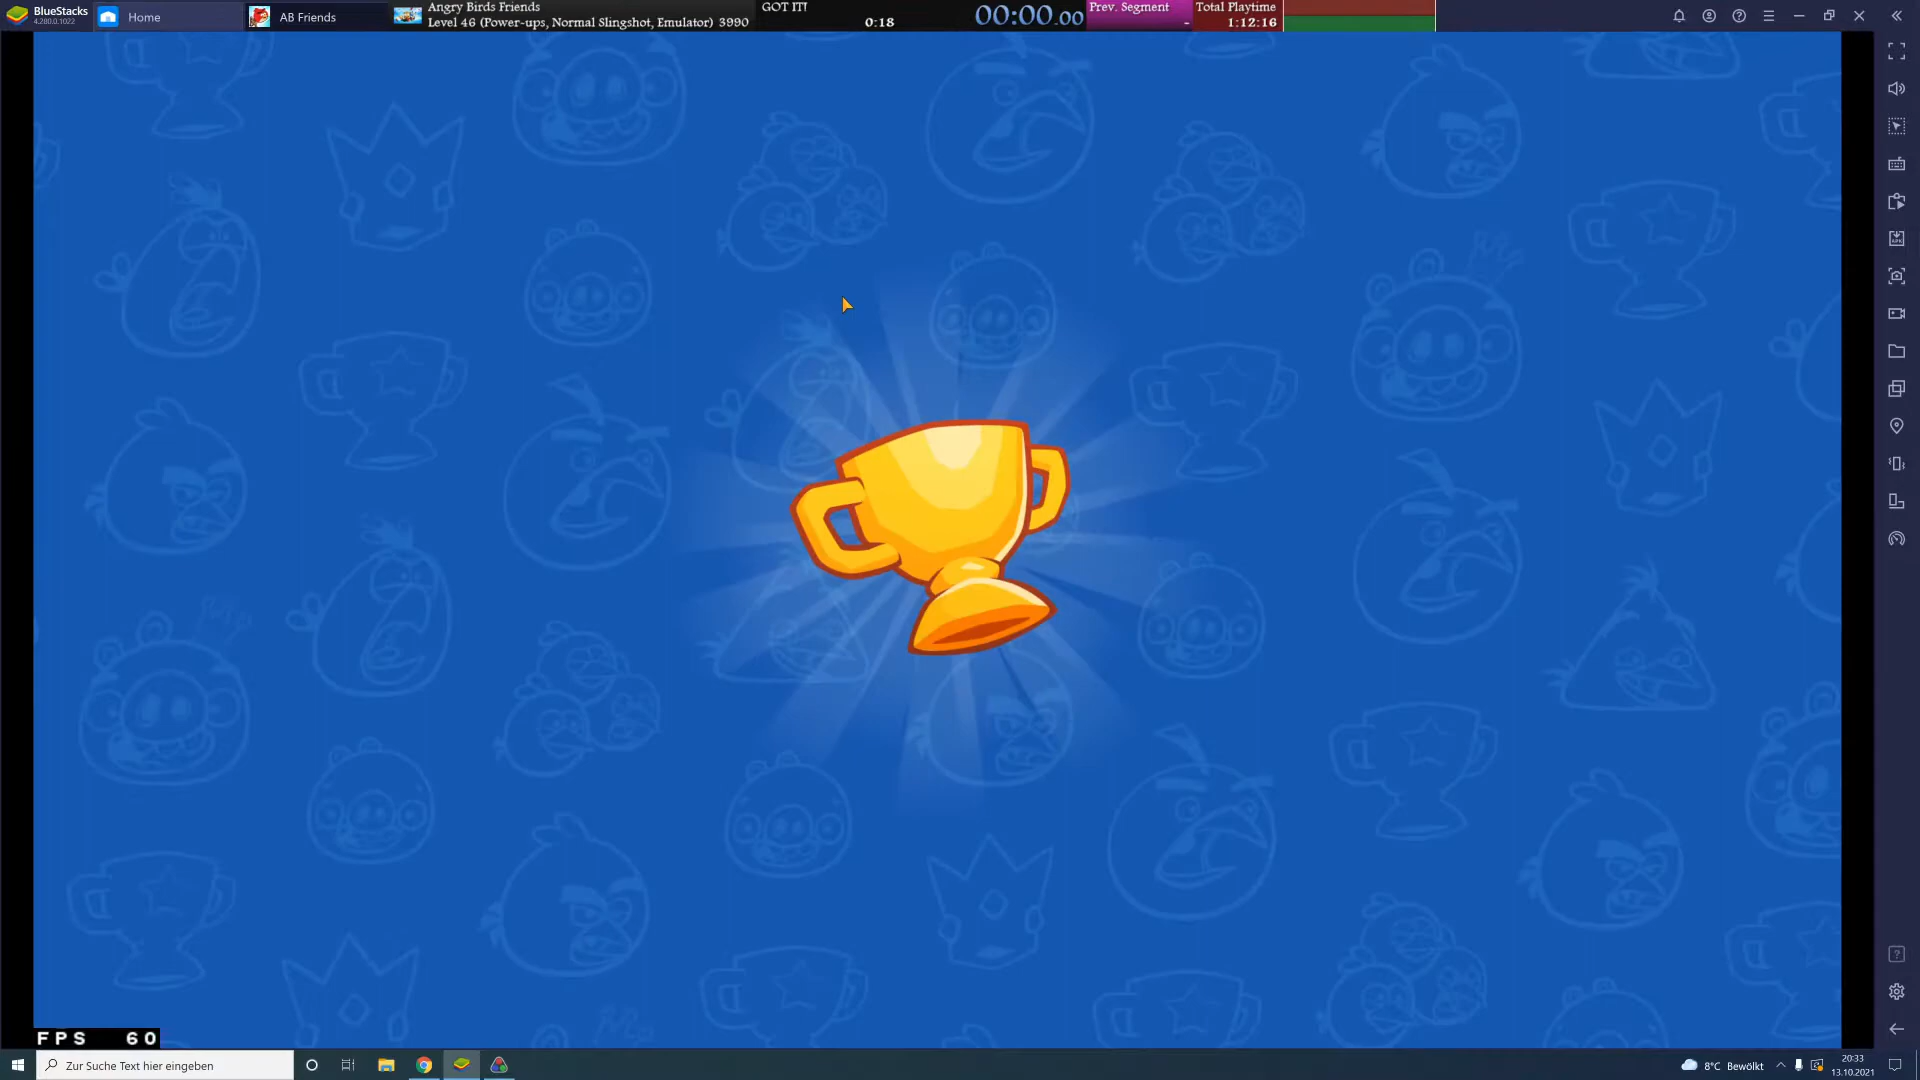 BlueStacks
4.280.0.1022
Home
AB Friends
Angry Birds Friends
Level 46 (Power-ups, Normal Slingshot, Emulator) 3990
GOT IT!
0:18
00:00.00
Prev. Segment
-
Total Playtime
1:12:16
FPS 60
Zur Suche Text hier eingeben
8°C Bewölkt
20:33
13.10.2021